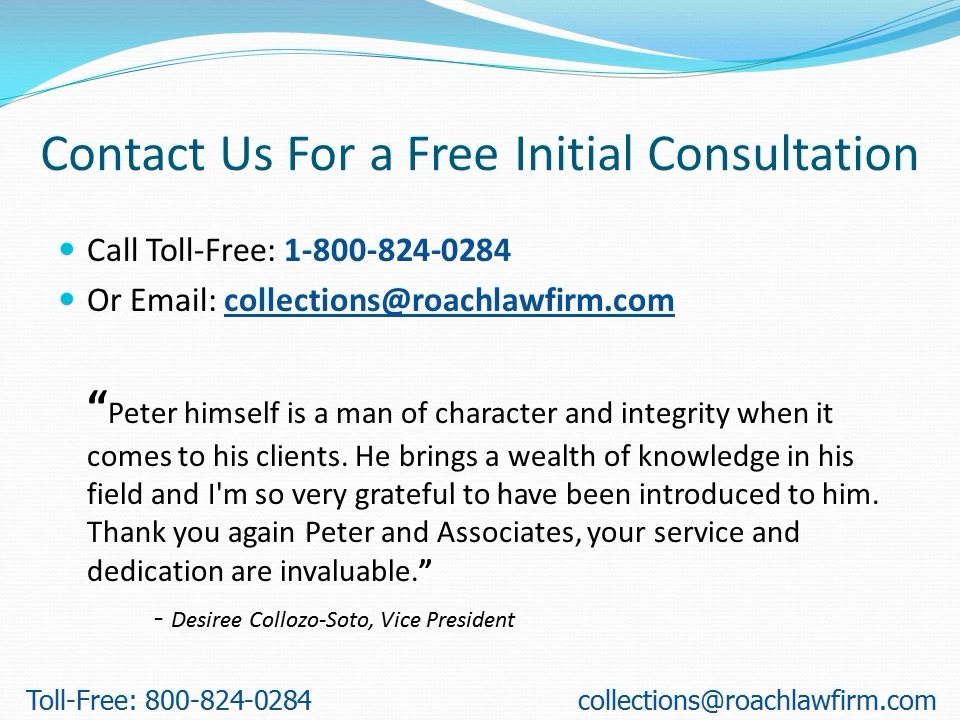 Contact Us For a Free Initial Consultation
Call Toll-Free: 1-800-824-0284
Or Email: collections@roachlawfirm.com
“Peter himself is a man of character and integrity when it
comes to his clients. He brings a wealth of knowledge in his
field and I'm so very grateful to have been introduced to him.
Thank you again Peter and Associates, your service and
dedication are invaluable.”
- Desiree Collozo-Soto, Vice President
Toll-Free: 800-824-0284
collections@roachlawfirm.com